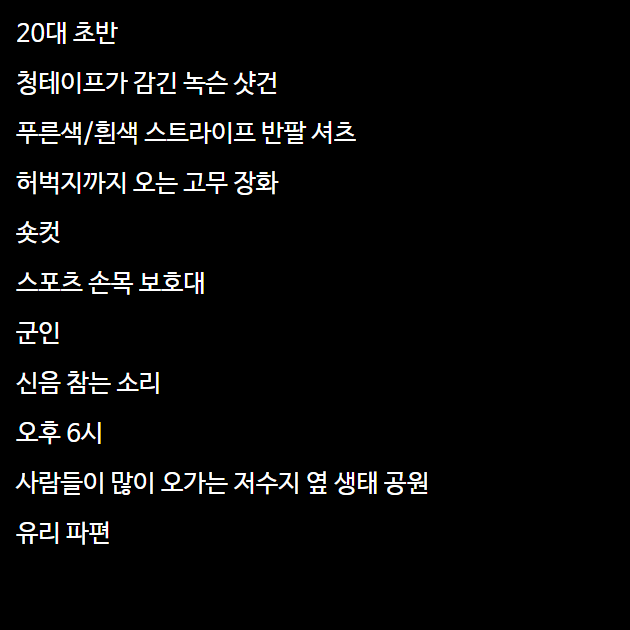 20대 초반
청테이프가 감긴 녹슨 샷건
푸른색/흰색 스트라이프 반팔 셔츠
허벅지까지 오는 고무 장화
숏컷
스포츠 손목 보호대
군인
신음 참는 소리
오후 6시
사람들이 많이 오가는 저수지 옆 생태 공원
유리 파편